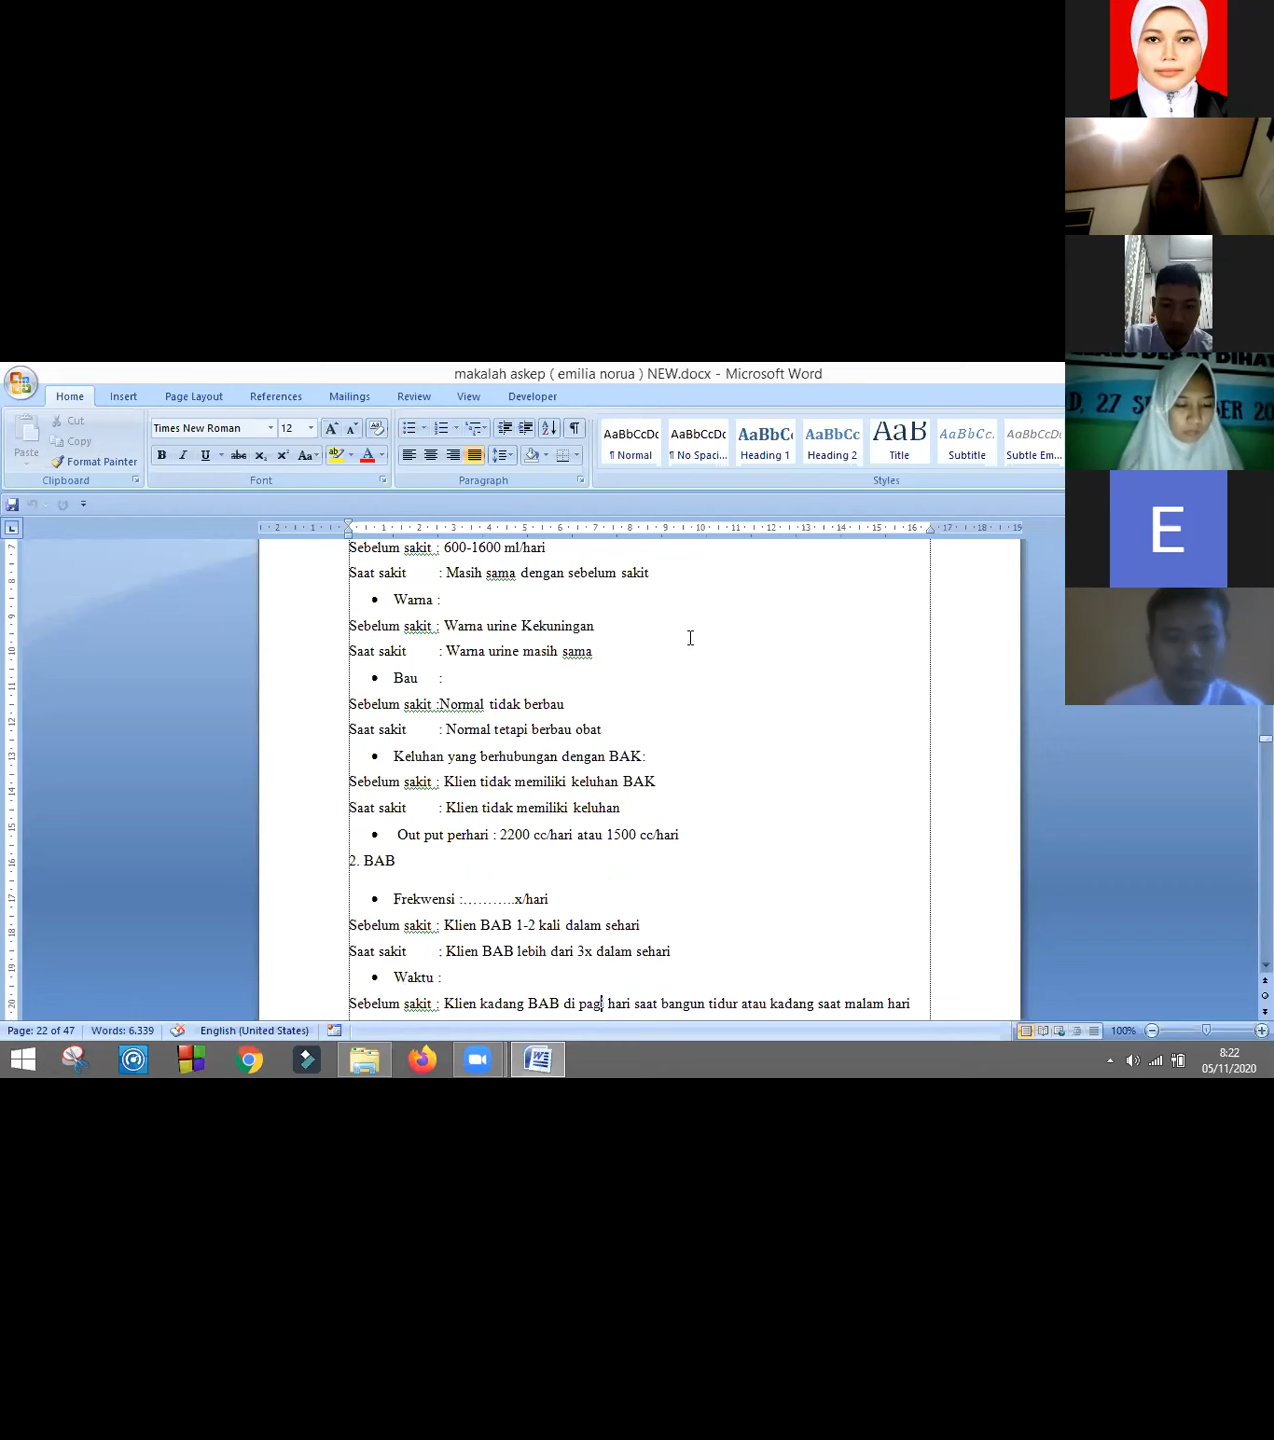 makalah askep ( emilia norua ) NEW.docx - Microsoft Word
Home Insert Page Layout References Mailings Review View Developer
Cut
Copy
Paste
Format Painter
Clipboard
Times New Roman 12
Font
Paragraph
AaBbCcDc AaBbCcDc AaBbC AaBbCc AaB AaBbCc. AaBbCcDc
¶ Normal ¶ No Spaci... Heading 1 Heading 2 Title Subtitle Subtle Em...
Styles
Sebelum sakit : 600-1600 ml/hari
Saat sakit : Masih sama dengan sebelum sakit
• Warna :
Sebelum sakit : Warna urine Kekuningan
Saat sakit : Warna urine masih sama
• Bau :
Sebelum sakit :Normal tidak berbau
Saat sakit : Normal tetapi berbau obat
• Keluhan yang berhubungan dengan BAK:
Sebelum sakit : Klien tidak memiliki keluhan BAK
Saat sakit : Klien tidak memiliki keluhan
• Out put perhari : 2200 cc/hari atau 1500 cc/hari
2. BAB
• Frekwensi :……….x/hari
Sebelum sakit : Klien BAB 1-2 kali dalam sehari
Saat sakit : Klien BAB lebih dari 3x dalam sehari
• Waktu :
Sebelum sakit : Klien kadang BAB di pagi hari saat bangun tidur atau kadang saat malam hari
Page: 22 of 47 Words: 6.339 English (United States) 100%
8:22
05/11/2020
DIHAT
D, 27 S
BER 20
E